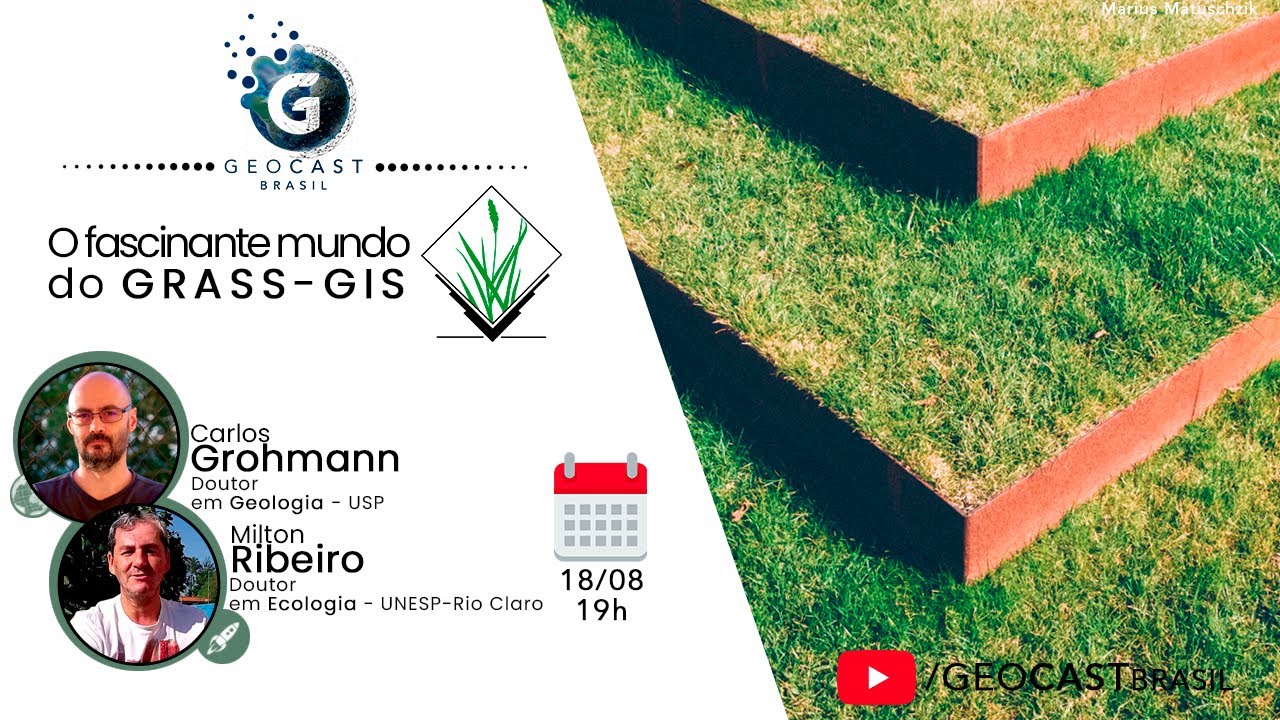 Marius Matuschzik
G
GEOCAST
BRASIL
O fascinante mundo
do GRASS-GIS
Carlos
Grohmann
Doutor
em Geologia - USP
Milton
Ribeiro
Doutor
em Ecologia - UNESP-Rio Claro
18/08
19h
/GEOCASTBRASIL